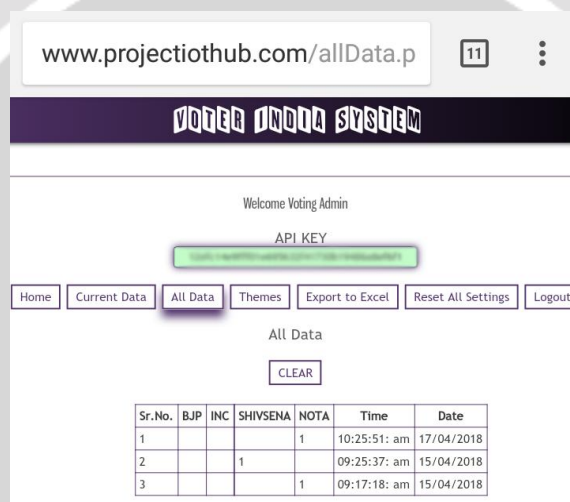 www.projectiothub.com/allData.p 11
VOTER INDIA SYSTEM
Welcome Voting Admin
API KEY
Home Current Data All Data Themes Export to Excel Reset All Settings Logout
All Data
CLEAR
Sr.No. BJP INC SHIVSENA NOTA Time Date
1 1 10:25:51: am 17/04/2018
2 1 09:25:37: am 15/04/2018
3 1 09:17:18: am 15/04/2018